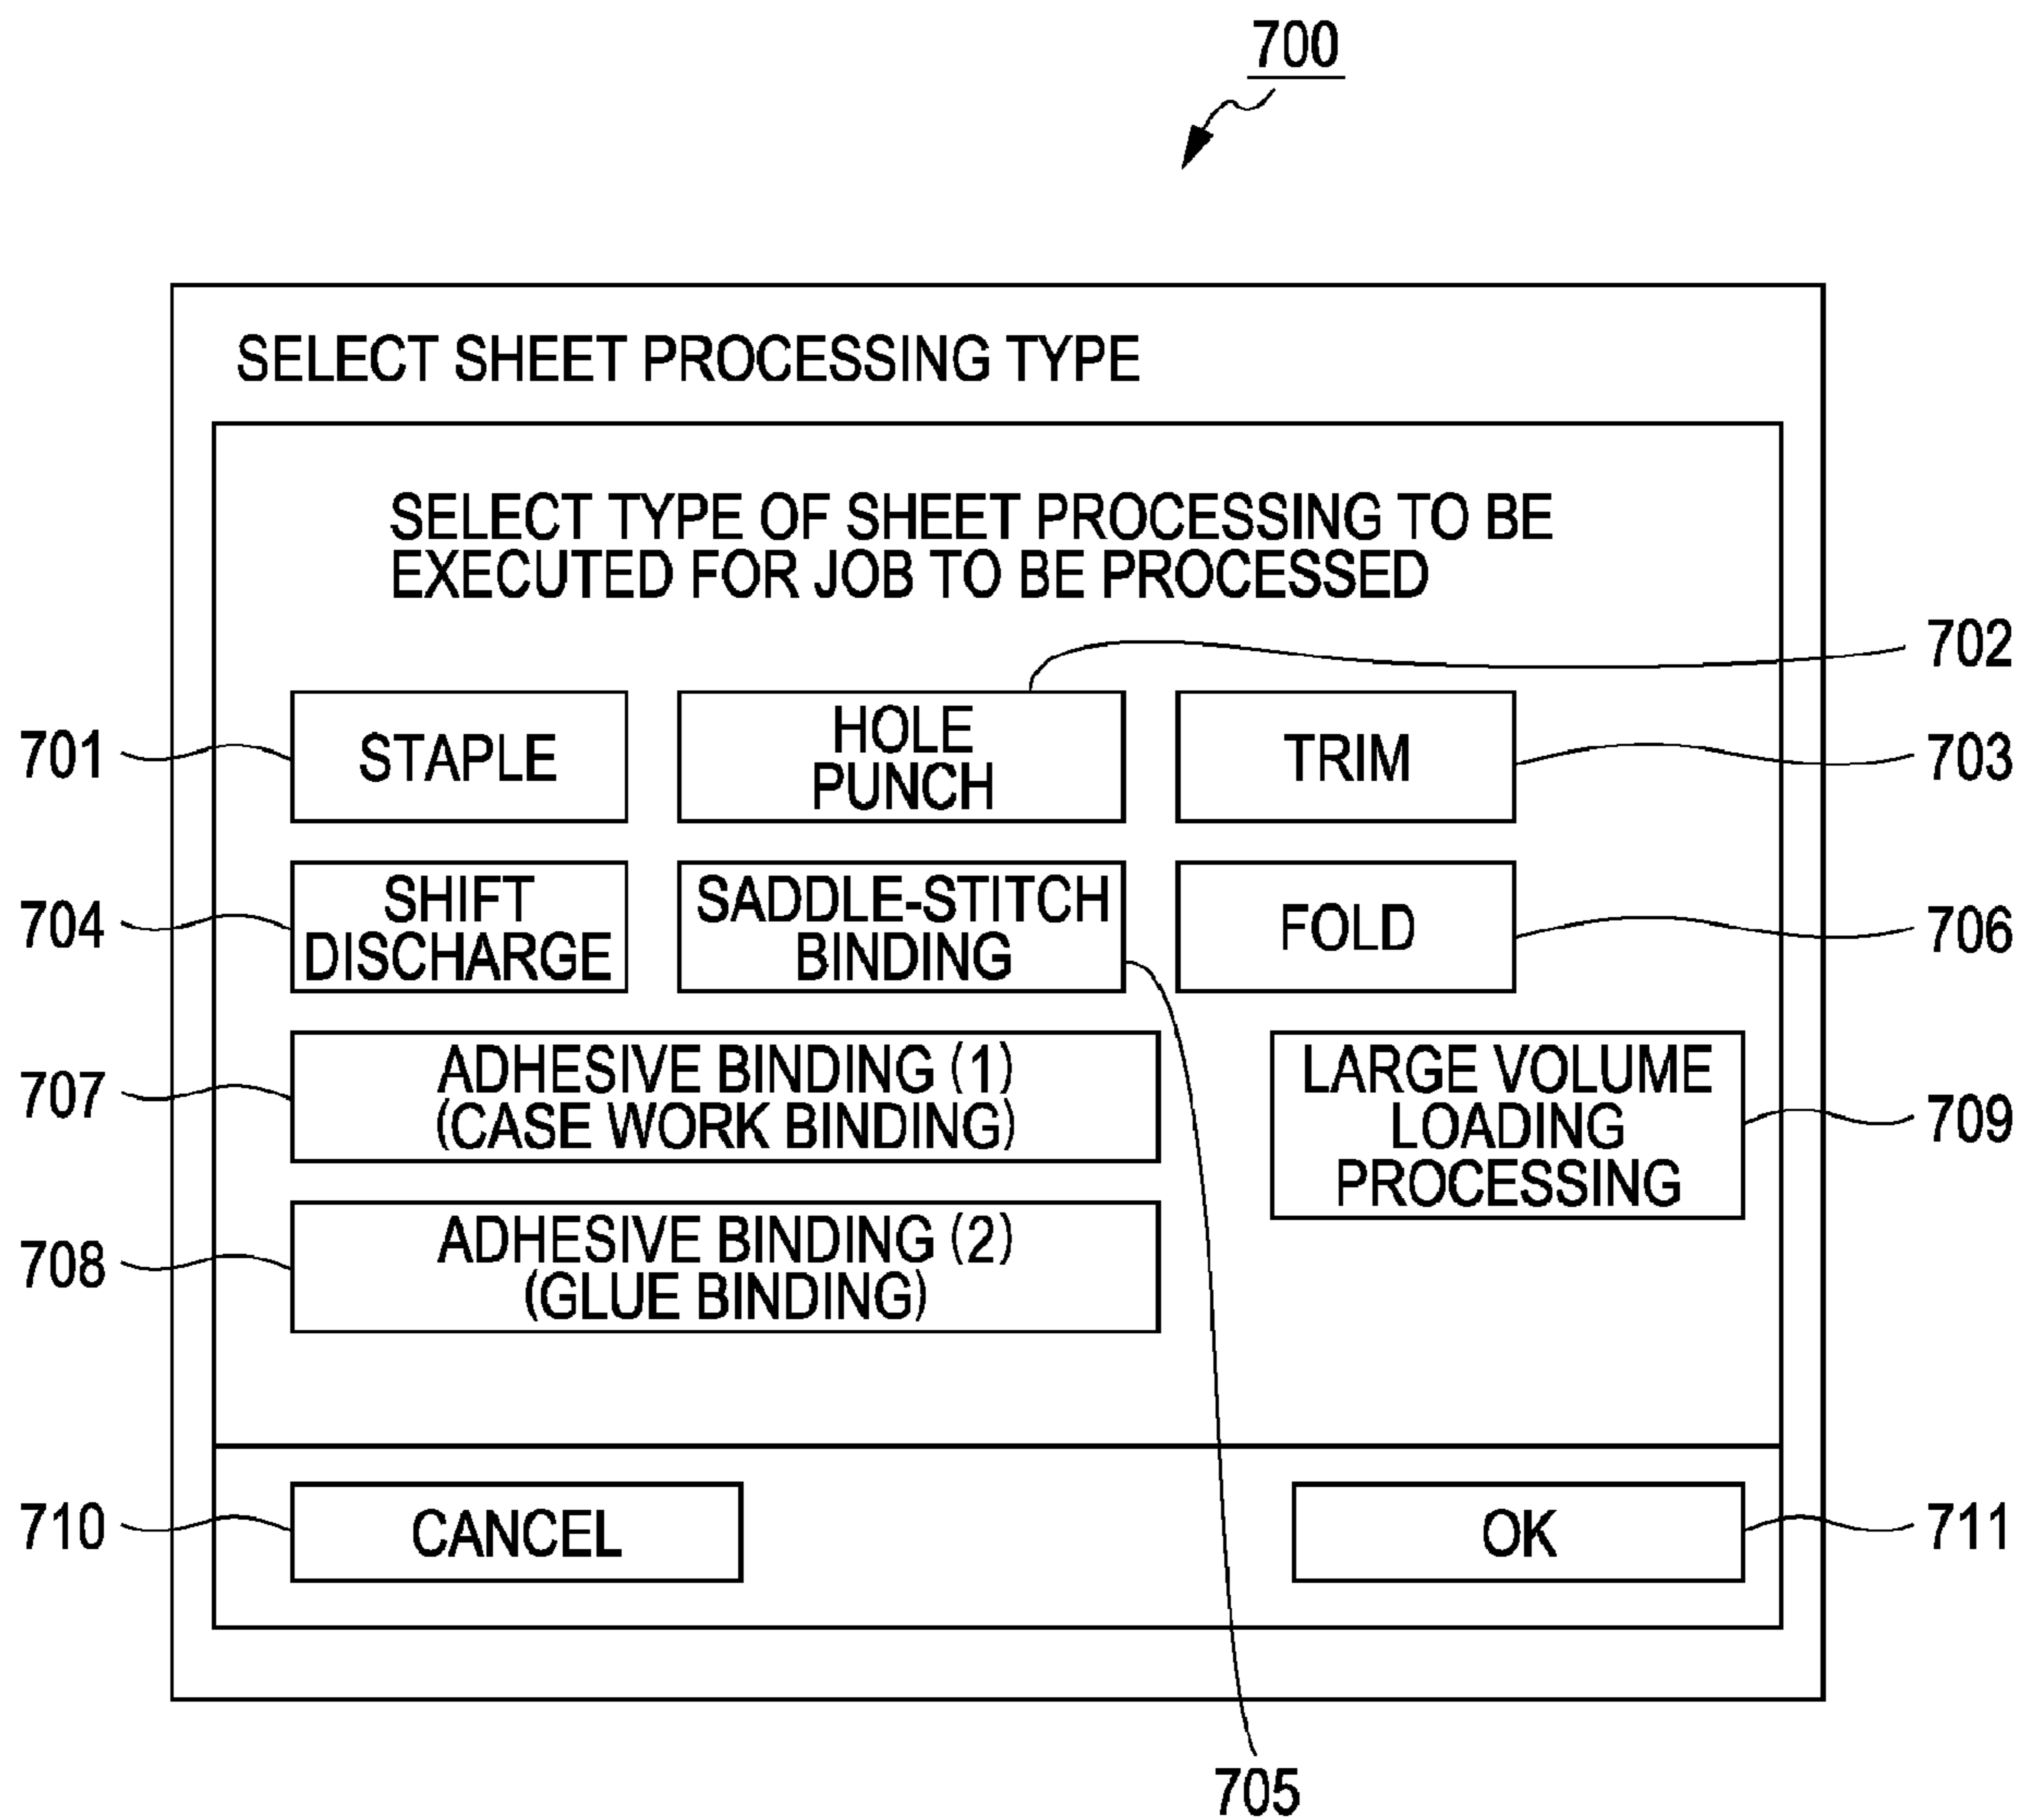 700
SELECT SHEET PROCESSING TYPE
SELECT TYPE OF SHEET PROCESSING TO BE
EXECUTED FOR JOB TO BE PROCESSED
702
701
STAPLE
HOLE
PUNCH
TRIM
703
704
SHIFT
DISCHARGE
SADDLE-STITCH
BINDING
FOLD
706
707
ADHESIVE BINDING (1)
(CASE WORK BINDING)
LARGE VOLUME
LOADING
PROCESSING
709
708
ADHESIVE BINDING (2)
(GLUE BINDING)
710
CANCEL
OK
711
705